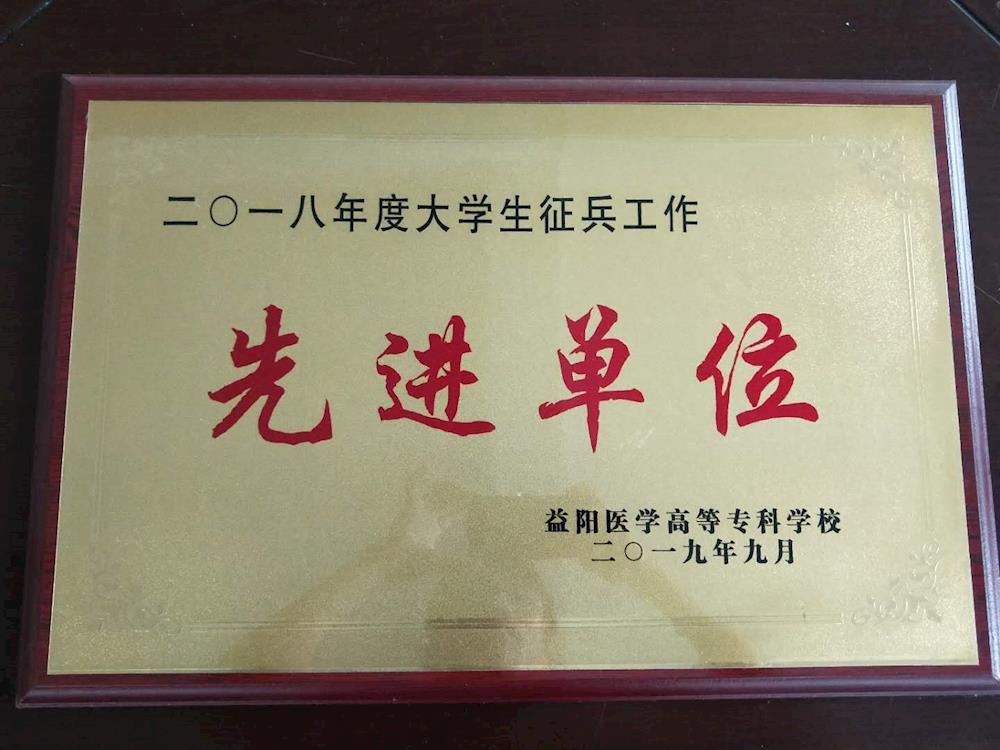 二〇一八年度大学生征兵工作
先进单位
益阳医学高等专科学校
二〇一九年九月